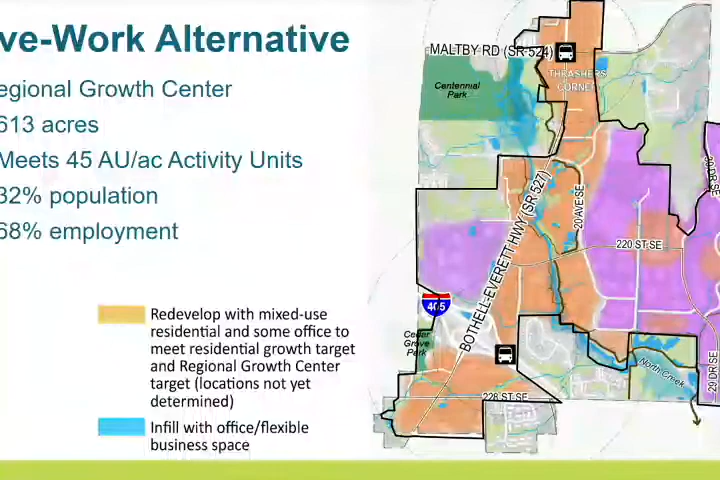 ve-Work Alternative
egional Growth Center
613 acres
Meets 45 AU/ac Activity Units
32% population
68% employment
Redevelop with mixed-use
residential and some office to
meet residential growth target
and Regional Growth Center
target (locations not yet
determined)
Infill with office/flexible
business space
MALTBY RD (SR 524)
THRASHERS
CORNER
Centennial
Park
BOTHELL-EVERETT HWY (SR 527)
20 AVE SE
220 ST SE
39 DR SE
405
Cedar
Grove
Park
228 ST SE
North Creek
29 DR SE